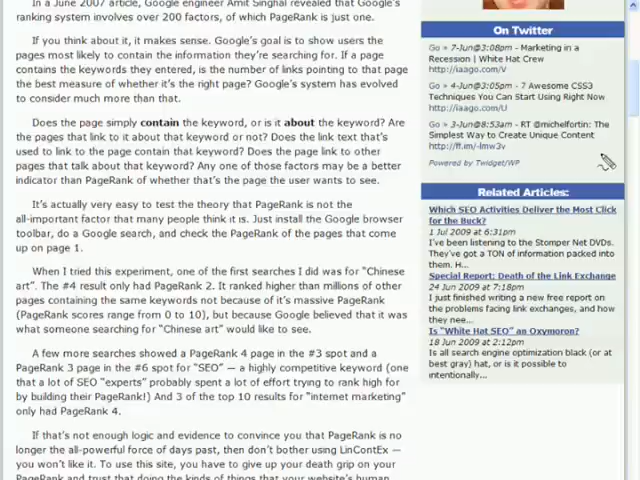 In a June 2007 article, Google engineer Amit Singhal revealed that Google's
ranking system involves over 200 factors, of which PageRank is just one.
If you think about it, it makes sense. Google's goal is to show users the
pages most likely to contain the information they're searching for. If a page
contains the keywords they entered, is the number of links pointing to that page
the best measure of whether it's the right page? Google's system has evolved
to consider much more than that.
Does the page simply contain the keyword, or is it about the keyword? Are
the pages that link to it about that keyword or not? Does the link text that's
used to link to the page contain that keyword? Does the page link to other
pages that talk about that keyword? Any one of those factors may be a better
indicator than PageRank of whether that's the page the user wants to see.
It's actually very easy to test the theory that PageRank is not the
all-important factor that many people think it is. Just install the Google browser
toolbar, do a Google search, and check the PageRank of the pages that come
up on page 1.
When I tried this experiment, one of the first searches I did was for "Chinese
art". The #4 result only had PageRank 2. It ranked higher than millions of other
pages containing the same keywords not because of it's massive PageRank
(PageRank scores range from 0 to 10), but because Google believed that it was
what someone searching for "Chinese art" would like to see.
A few more searches showed a PageRank 4 page in the #3 spot and a
PageRank 3 page in the #6 spot for "SEO" — a highly competitive keyword (one
that a lot of SEO "experts" probably spent a lot of effort trying to rank high for
by building their PageRank!) And 3 of the top 10 results for "internet marketing"
only had PageRank 4.
If that's not enough logic and evidence to convince you that PageRank is no
longer the all-powerful force of days past, then don't bother using LinContEx —
you won't like it. To use this site, you have to give up your death grip on your
PageRank and trust that doing the kinds of things that your website's human
On Twitter
Go » 7-Jun@3:08pm - Marketing in a
Recession | White Hat Crew
http://iaago.com/V
Go » 4-Jun@3:05pm - 7 Awesome CSS3
Techniques You Can Start Using Right Now
http://iaago.com/U
Go » 3-Jun@8:53am - RT @michelfortin: The
Simplest Way to Create Unique Content
http://ff.im/-lmw3v
Powered by Twidget/WP
Related Articles:
Which SEO Activities Deliver the Most Click
for the Buck?
1 Jul 2009 at 6:31pm
I've been listening to the Stomper Net DVDs.
They've got a TON of information packed into
them. H...
Special Report: Death of the Link Exchange
24 Jun 2009 at 7:18pm
I just finished writing a new free report on
the problems facing link exchanges, and how
they nee...
Is "White Hat SEO" an Oxymoron?
18 Jun 2009 at 2:12pm
Is all search engine optimization black (or at
best gray) hat, or is it possible to
intentionally...